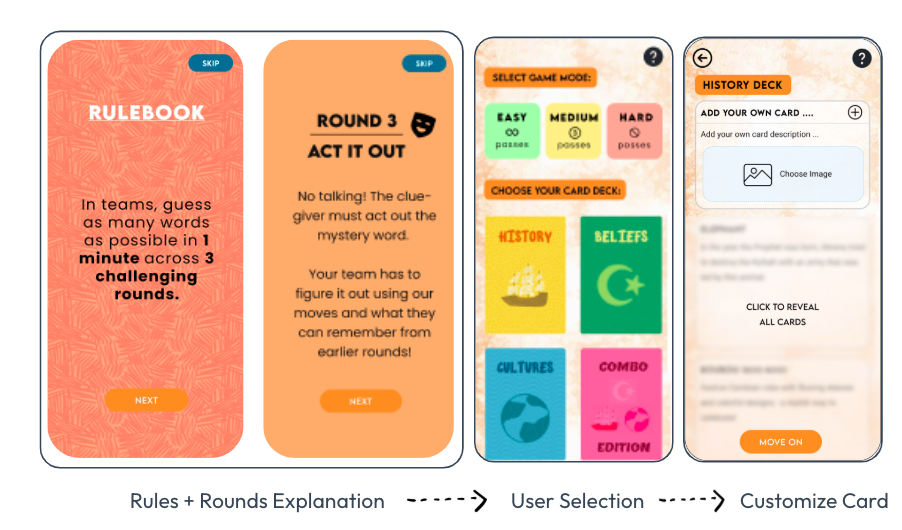 SKIP
RULEBOOK
In teams, guess
as many words
as possible in 1
minute across 3
challenging
rounds.
NEXT
SKIP
ROUND 3
ACT IT OUT
No talking! The clue-
giver must act out the
mystery word.
Your team has to
figure it out using our
moves and what they
can remember from
earlier rounds!
NEXT
?
SELECT GAME MODE:
EASY
∞
passes
MEDIUM
3
passes
HARD
passes
CHOOSE YOUR CARD DECK:
HISTORY
BELIEFS
CULTURES
COMBO
EDITION
?
HISTORY DECK
ADD YOUR OWN CARD ....
Add your own card description ...
Choose Image
ELEPHANT
CLICK TO REVEAL
ALL CARDS
MOVE ON
Rules + Rounds Explanation
User Selection
Customize Card